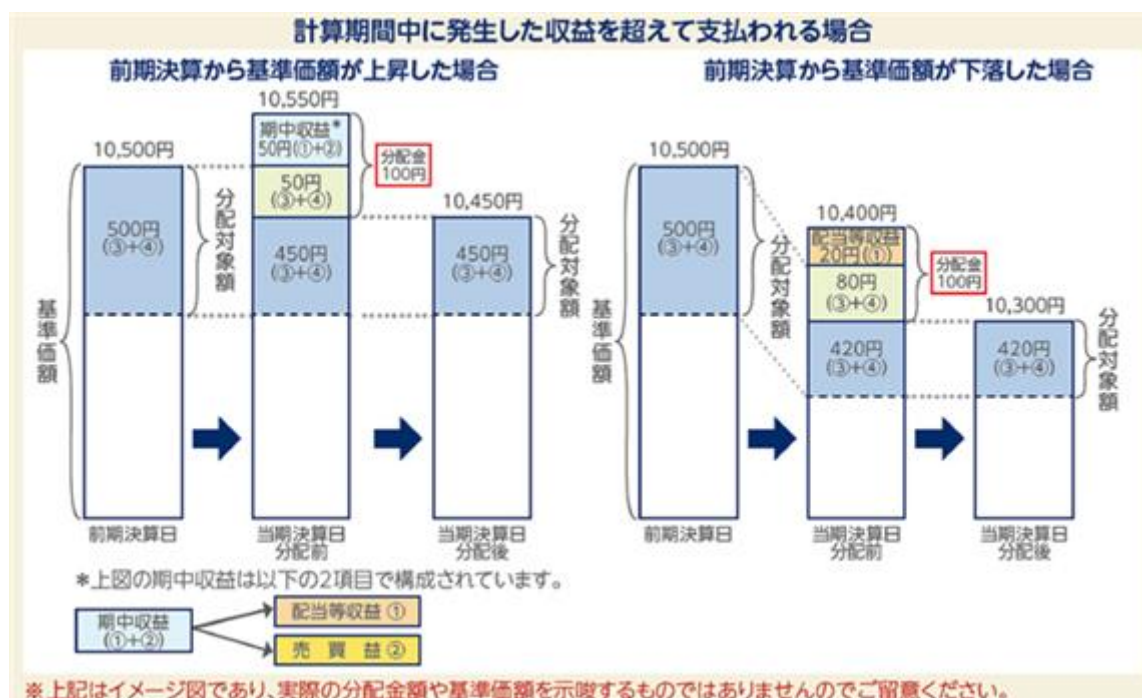 計算期間中に発生した収益を超えて支払われる場合
前期決算から基準価額が上昇した場合
10,550円
期中収益*
50円(①+②)
分配金
100円
10,500円
50円
(③+④)
10,450円
500円
(③+④)
分配対象額
450円
(③+④)
450円
(③+④)
分配対象額
基準価額
前期決算日
当期決算日
分配前
当期決算日
分配後
前期決算から基準価額が下落した場合
10,500円
10,400円
配当等収益
20円(①)
分配金
100円
500円
(③+④)
分配対象額
80円
(③+④)
10,300円
420円
(③+④)
420円
(③+④)
分配対象額
基準価額
前期決算日
当期決算日
分配前
当期決算日
分配後
*上図の期中収益は以下の2項目で構成されています。
期中収益
(①+②)
配当等収益 ①
売 買 益 ②
※上記はイメージ図であり、実際の分配金額や基準価額を示唆するものではありませんのでご留意ください。